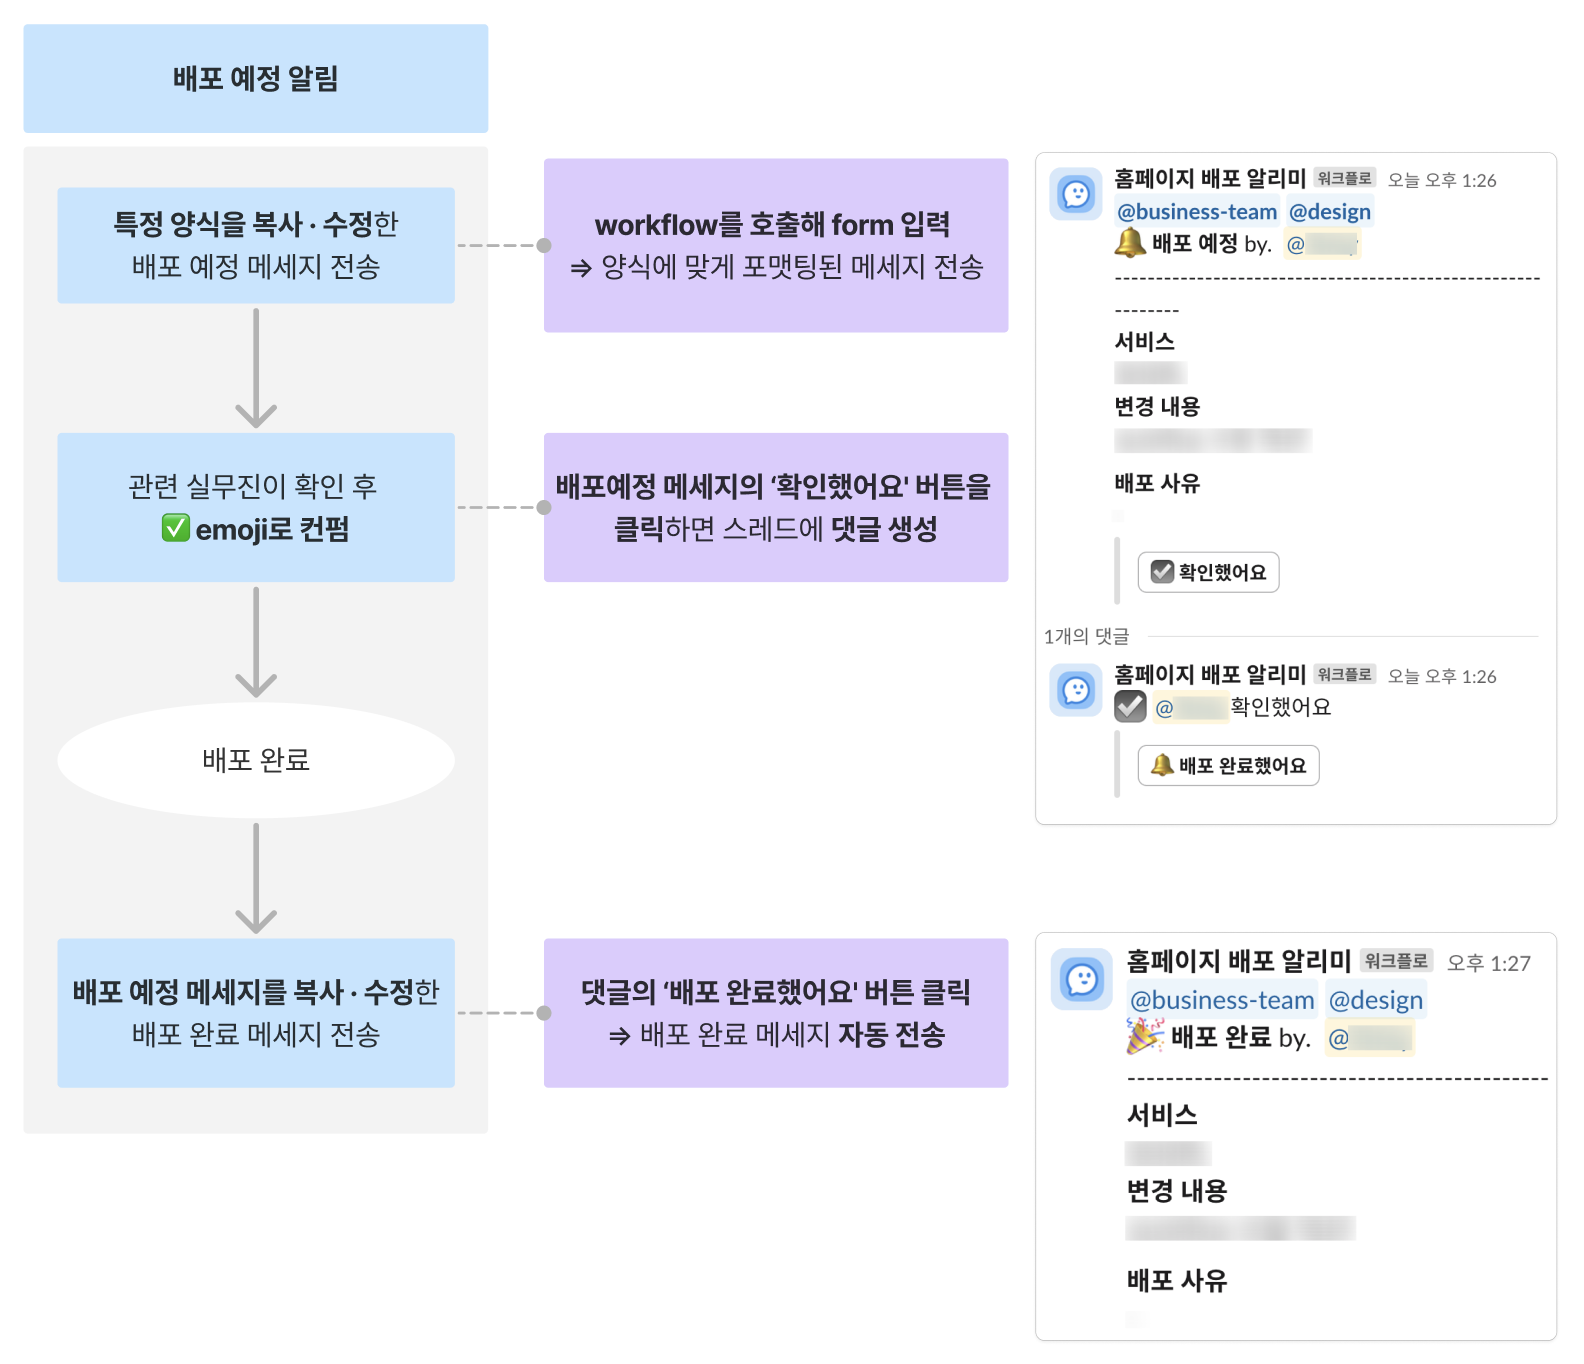 배포 예정 알림
특정 양식을 복사 · 수정한
배포 예정 메세지 전송
workflow를 호출해 form 입력
⇒ 양식에 맞게 포맷팅된 메세지 전송
관련 실무진이 확인 후
✅ emoji로 컨펌
배포예정 메세지의 ‘확인했어요' 버튼을
클릭하면 스레드에 댓글 생성
배포 완료
배포 예정 메세지를 복사 · 수정한
배포 완료 메세지 전송
댓글의 ‘배포 완료했어요' 버튼 클릭
⇒ 배포 완료 메세지 자동 전송
홈페이지 배포 알리미 워크플로 오늘 오후 1:26
@business-team @design
🔔 배포 예정 by. @
-----------------------------------------------------
--------
서비스
변경 내용
배포 사유
확인했어요
1개의 댓글
홈페이지 배포 알리미 워크플로 오늘 오후 1:26
@ 확인했어요
🔔 배포 완료했어요
홈페이지 배포 알리미 워크플로 오후 1:27
@business-team @design
🎉 배포 완료 by. @
--------------------------------------------
서비스
변경 내용
배포 사유